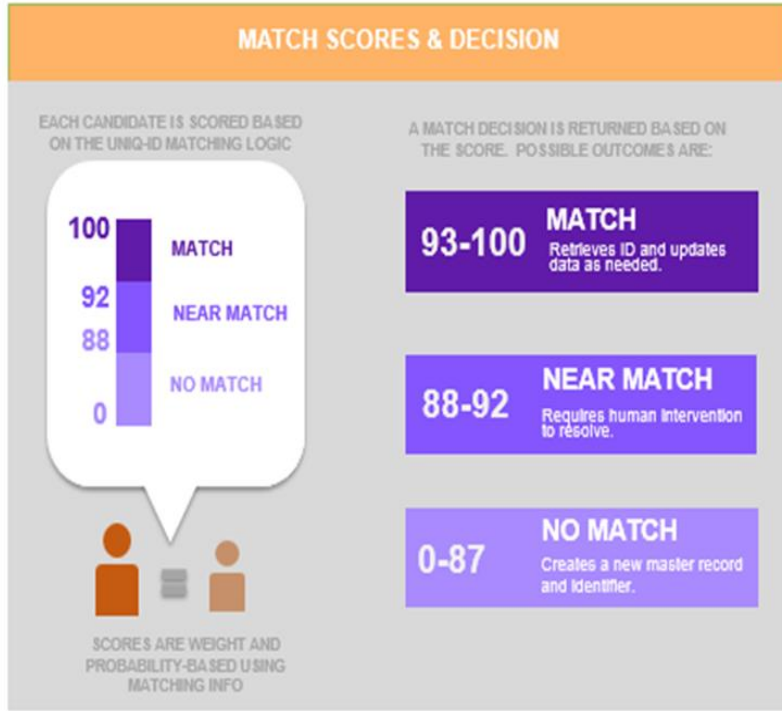 MATCH SCORES & DECISION
EACH CANDIDATE IS SCORED BASED
ON THE UNIQ-ID MATCHING LOGIC
100
MATCH
92
NEAR MATCH
88
NO MATCH
0
SCORES ARE WEIGHT AND
PROBABILITY-BASED USING
MATCHING INFO
A MATCH DECISION IS RETURNED BASED ON
THE SCORE. POSSIBLE OUTCOMES ARE:
93-100
MATCH
Retrieves ID and updates
data as needed.
88-92
NEAR MATCH
Requires human intervention
to resolve.
0-87
NO MATCH
Creates a new master record
and identifier.